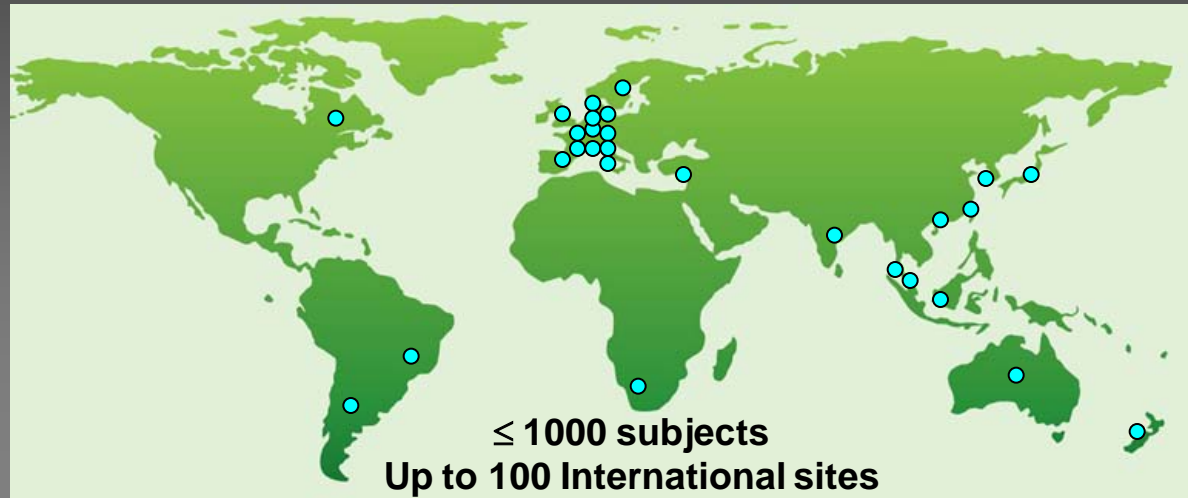 ≤ 1000 subjects
Up to 100 International sites